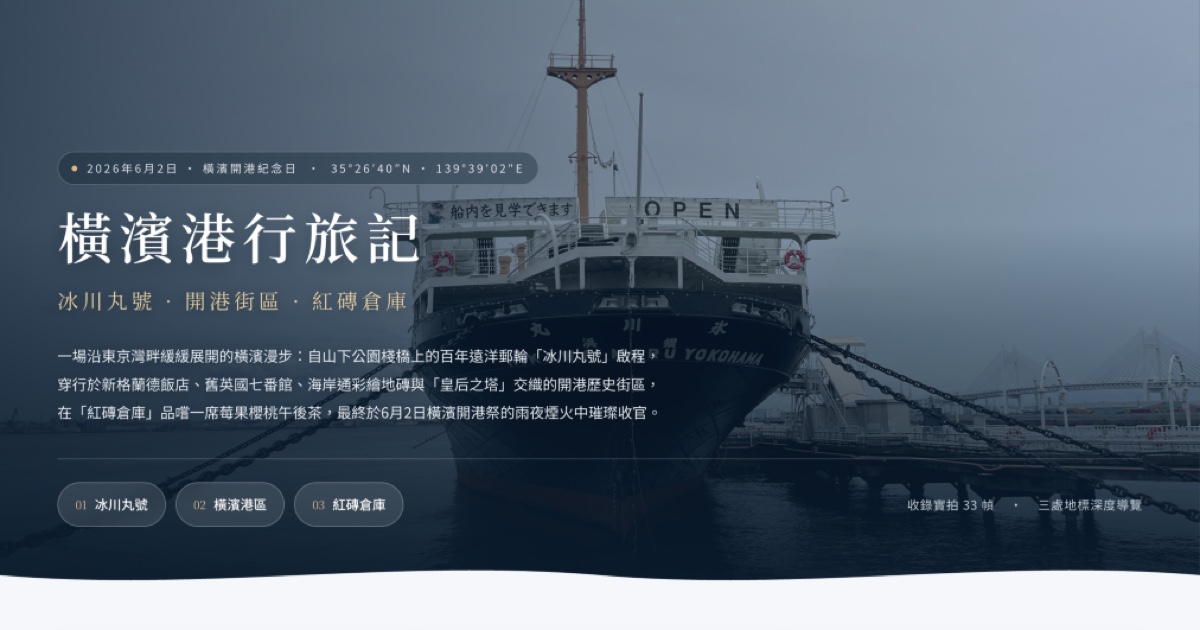 2026年6月2日 · 橫濱開港紀念日 · 35°26′40″N · 139°39′02″E
船内を見学できます
OPEN
橫濱港行旅記
冰川丸號 · 開港街區 · 紅磚倉庫
丸 川 氷
YOKOHAMA
一場沿東京灣畔緩緩展開的橫濱漫步：自山下公園棧橋上的百年遠洋郵輪「冰川丸號」啟程，
穿行於新格蘭德飯店、舊英國七番館、海岸通彩繪地磚與「皇后之塔」交織的開港歷史街區，
在「紅磚倉庫」品嚐一席莓果櫻桃午後茶，最終於6月2日橫濱開港祭的雨夜煙火中璀璨收官。
01 冰川丸號
02 橫濱港區
03 紅磚倉庫
收錄實拍 33 幀 · 三處地標深度導覽